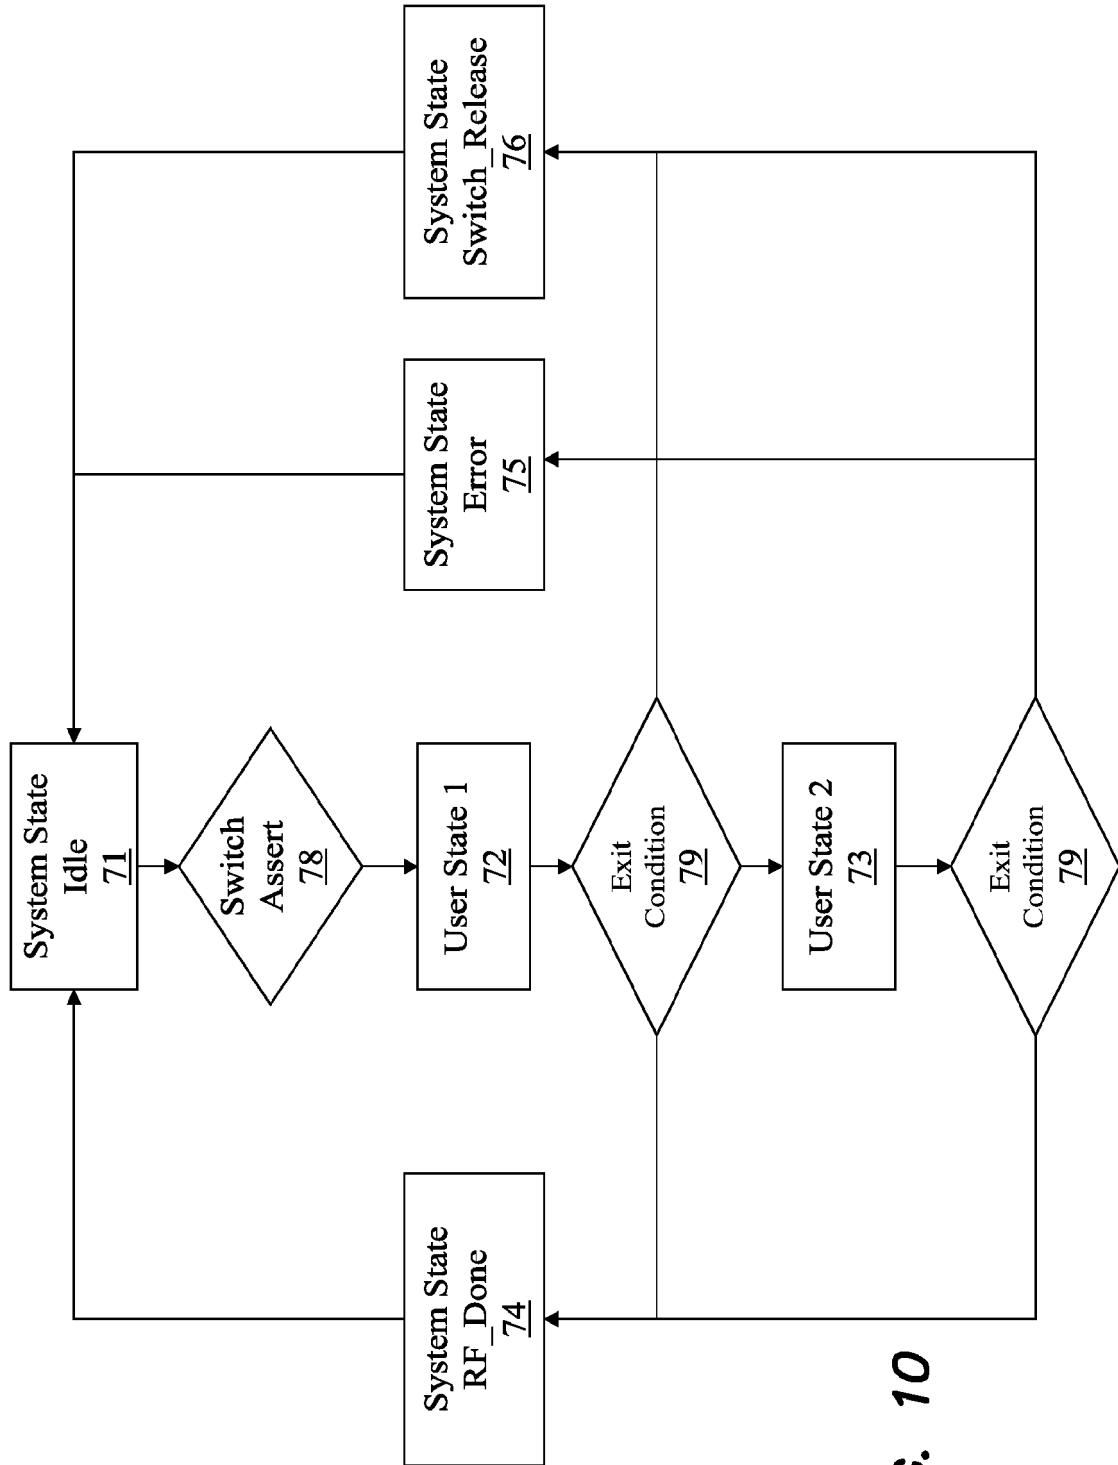 System State
Idle
71
Switch
Assert
78
User State 1
72
Exit
Condition
79
User State 2
73
Exit
Condition
79
System State
RF_Done
74
System State
Error
75
System State
Switch_Release
76
10